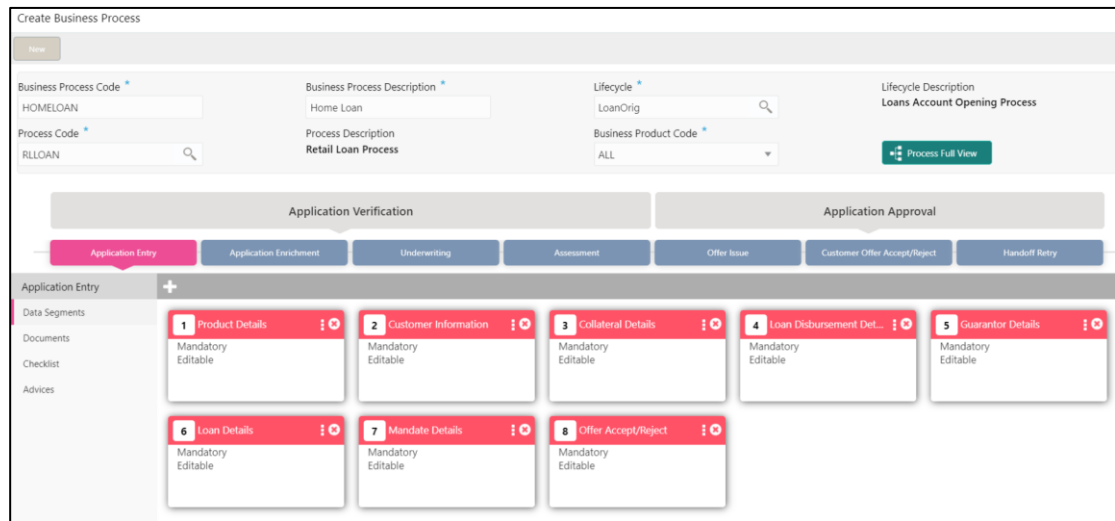 Create Business Process
New
Business Process Code *
Business Process Description *
Lifecycle *
Lifecycle Description
HOMELOAN
Home Loan
LoanOrig
Loans Account Opening Process
Process Code *
Process Description
Business Product Code *
RLLOAN
Retail Loan Process
ALL
Process Full View
Application Verification
Application Approval
Application Entry
Application Enrichment
Underwriting
Assessment
Offer Issue
Customer Offer Accept/Reject
Handoff Retry
Application Entry
Data Segments
Documents
Checklist
Advices
1 Product Details
Mandatory
Editable
2 Customer Information
Mandatory
Editable
3 Collateral Details
Mandatory
Editable
4 Loan Disbursement Det...
Mandatory
Editable
5 Guarantor Details
Mandatory
Editable
6 Loan Details
Mandatory
Editable
7 Mandate Details
Mandatory
Editable
8 Offer Accept/Reject
Mandatory
Editable